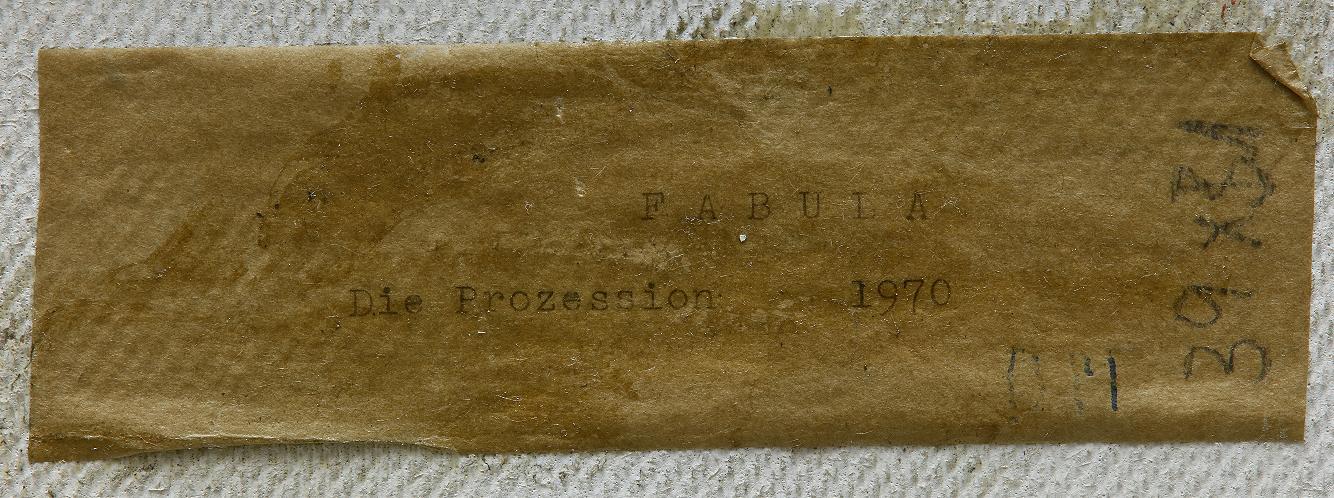 F A B U L A
Die Prozession 1970